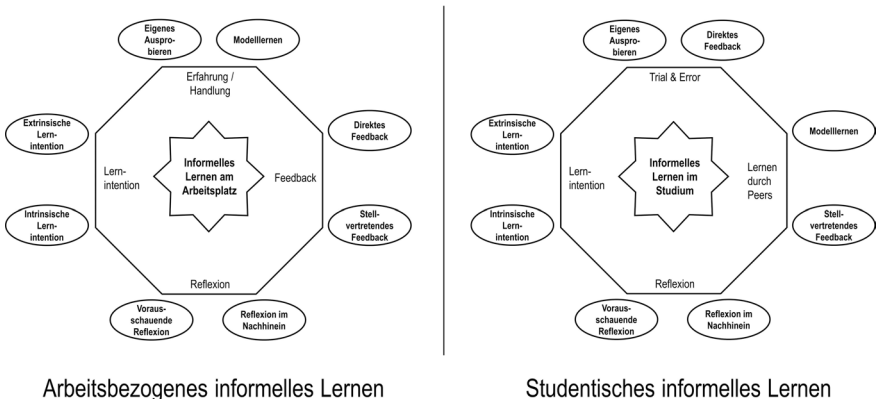 Eigenes
Auspro-
bieren
Modelllernen
Erfahrung /
Handlung
Extrinsische
Lern-
intention
Direktes
Feedback
Lern-
intention
Informelles
Lernen am
Arbeitsplatz
Feedback
Intrinsische
Lern-
intention
Stell-
vertretendes
Feedback
Reflexion
Voraus-
schauende
Reflexion
Reflexion im
Nachhinein
Arbeitsbezogenes informelles Lernen
Eigenes
Auspro-
bieren
Direktes
Feedback
Trial & Error
Extrinsische
Lern-
intention
Modelllernen
Lern-
intention
Informelles
Lernen im
Studium
Lernen
durch
Peers
Intrinsische
Lern-
intention
Stell-
vertretendes
Feedback
Reflexion
Voraus-
schauende
Reflexion
Reflexion im
Nachhinein
Studentisches informelles Lernen